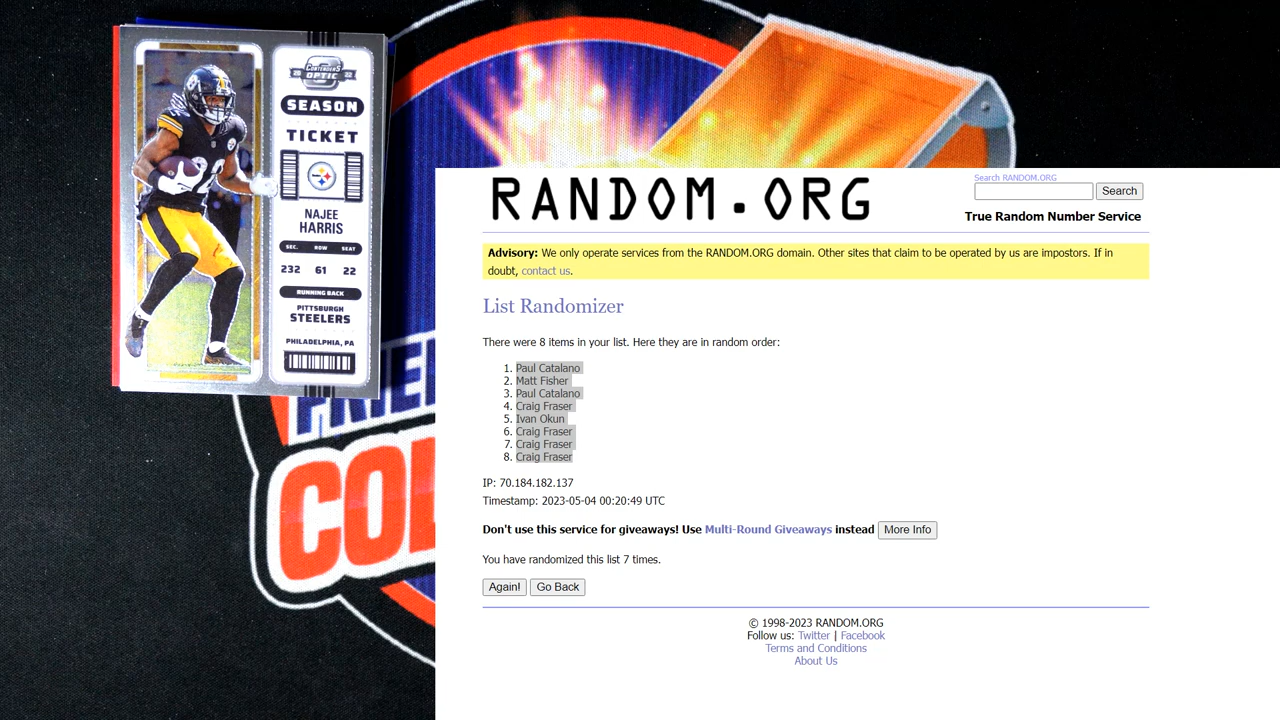 CONTENDERS
OPTIC
20 22
SEASON
TICKET
NAJEE
HARRIS
SEC. ROW SEAT
232 61 22
RUNNING BACK
PITTSBURGH
STEELERS
PHILADELPHIA, PA
COL
RANDOM.ORG
Search RANDOM.ORG
Search
True Random Number Service
Advisory: We only operate services from the RANDOM.ORG domain. Other sites that claim to be operated by us are impostors. If in
doubt, contact us.
List Randomizer
There were 8 items in your list. Here they are in random order:
1. Paul Catalano
2. Matt Fisher
3. Paul Catalano
4. Craig Fraser
5. Ivan Okun
6. Craig Fraser
7. Craig Fraser
8. Craig Fraser
IP: 70.184.182.137
Timestamp: 2023-05-04 00:20:49 UTC
Don't use this service for giveaways! Use Multi-Round Giveaways instead More Info
You have randomized this list 7 times.
Again! Go Back
© 1998-2023 RANDOM.ORG
Follow us: Twitter | Facebook
Terms and Conditions
About Us